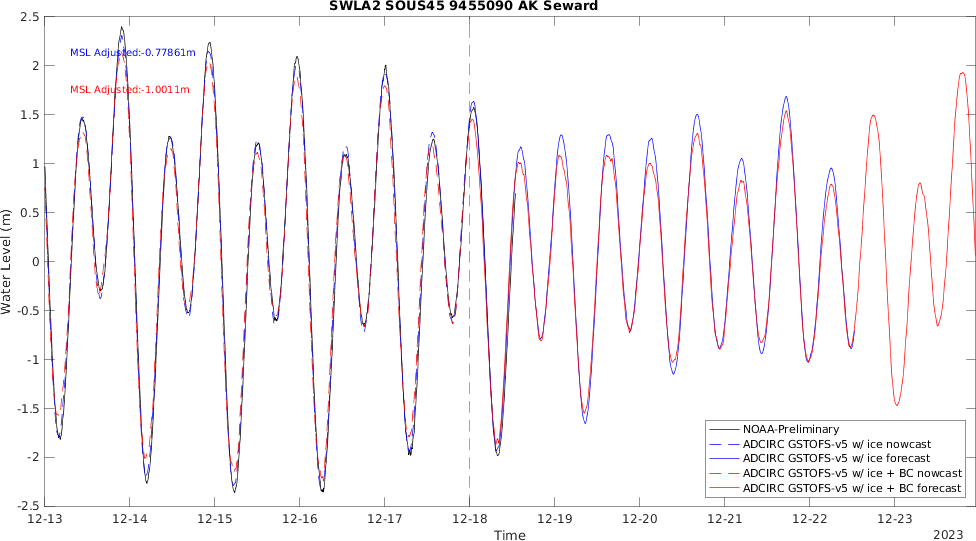 SWLA2 SOUS45 9455090 AK Seward
2.5
2
1.5
1
0.5
0
-0.5
-1
-1.5
-2
-2.5
Water Level (m)
MSL Adjusted:-0.77861m
MSL Adjusted:-1.0011m
NOAA-Preliminary
ADCIRC GSTOFS-v5 w/ ice nowcast
ADCIRC GSTOFS-v5 w/ ice forecast
ADCIRC GSTOFS-v5 w/ ice + BC nowcast
ADCIRC GSTOFS-v5 w/ ice + BC forecast
12-13 12-14 12-15 12-16 12-17 12-18 12-19 12-20 12-21 12-22 12-23
Time
2023